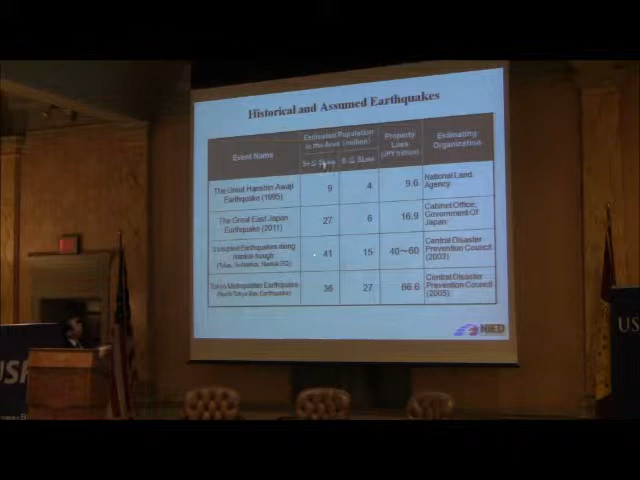 Historical and Assumed Earthquakes
Event Name
Estimated Population
in the Area (million)
Property
Loss
(JPY trillion)
Estimating
Organization
The Great Hanshin-Awaji
Earthquake (1995)
9
4
9.6
National Land
Agency
The Great East Japan
Earthquake (2011)
27
6
16.9
Cabinet Office,
Government Of
Japan
Earthquakes along
41
15
40~60
Central Disaster
Prevention Council
(2003)
Tokyo Metropolitan Earthquake
36
27
66.6
Central Disaster
Prevention Council
(2005)
NIED